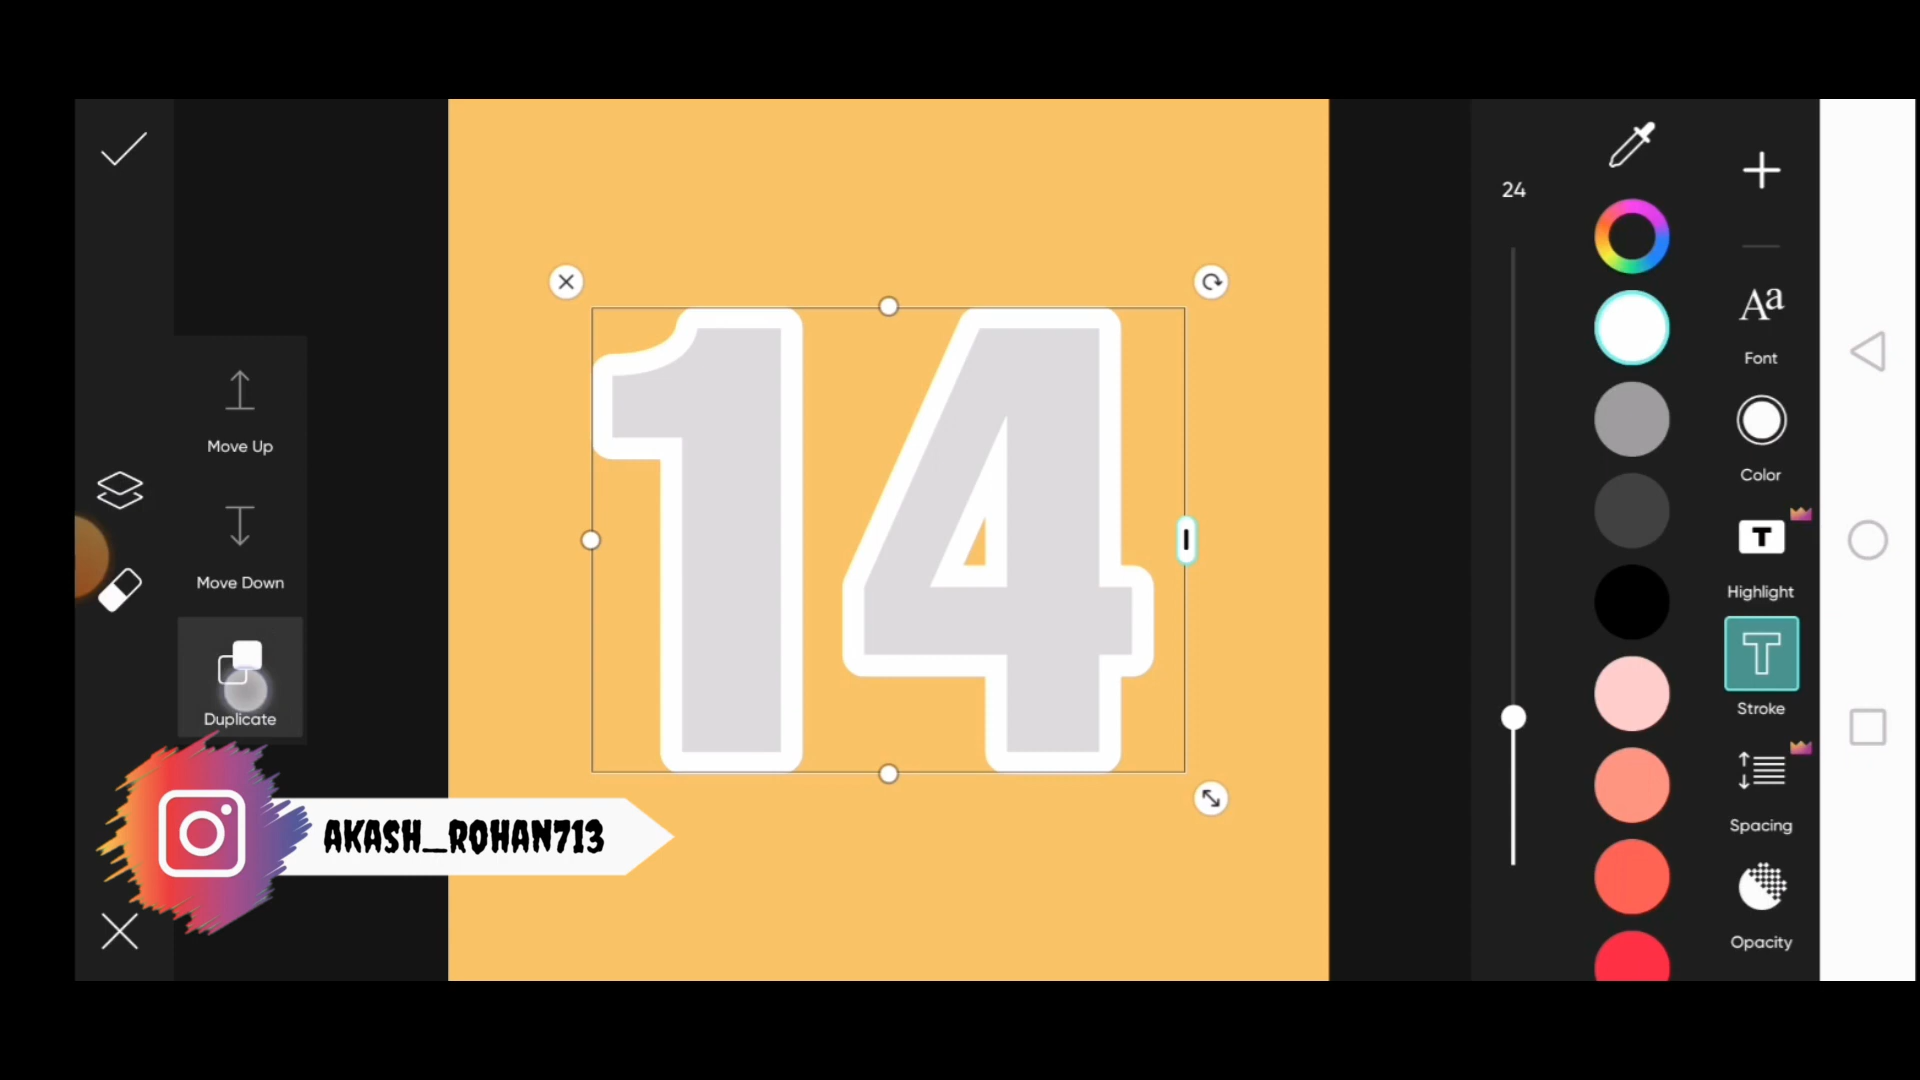 24
14
Font
Color
Move Up
Move Down
T
Highlight
T
Stroke
Duplicate
Spacing
Opacity
AKASH_ROHAN713
Aa